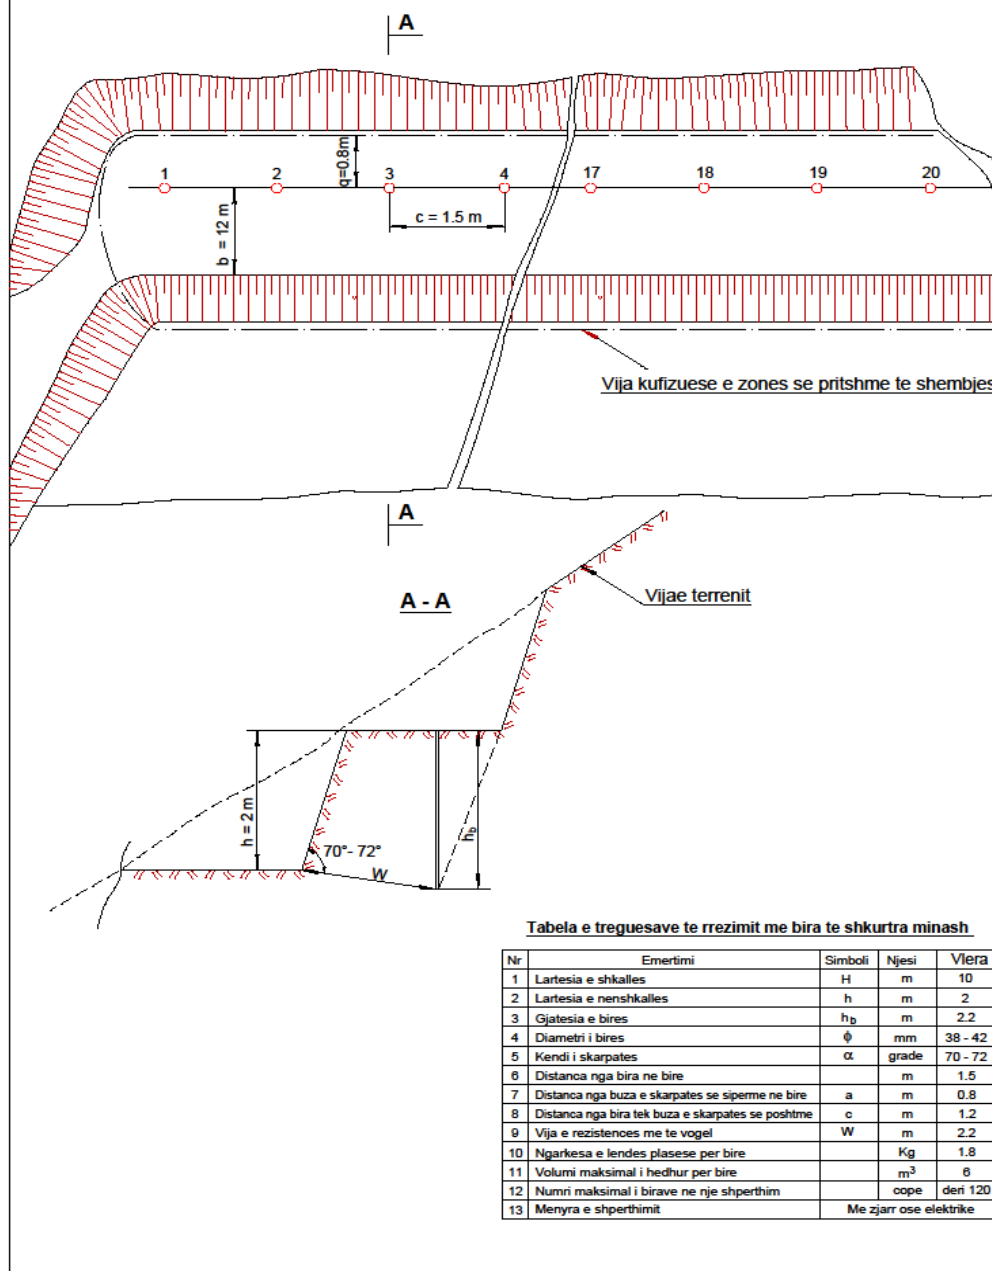 A
1
2
3
4
17
18
19
20
q=0.8m
c = 1.5 m
b = 12 m
Vija kufizuese e zones se pritshme te shembjes
A
A - A
Vijae terrenit
h = 2 m
70°- 72°
W
hb
Tabela e treguesave te rrezimit me bira te shkurtra minash
Nr Emertimi Simboli Njesi Vlera
1 Lartesia e shkalles H m 10
2 Lartesia e nenshkalles h m 2
3 Gjatesia e bires hb m 2.2
4 Diametri i bires ϕ mm 38 - 42
5 Kendi i skarpates α grade 70 - 72
6 Distanca nga bira ne bire m 1.5
7 Distanca nga buza e skarpates se siperme ne bire a m 0.8
8 Distanca nga bira tek buza e skarpates se poshtme c m 1.2
9 Vija e rezistences me te vogel W m 2.2
10 Ngarkesa e lendes plasese per bire Kg 1.8
11 Volumi maksimal i hedhur per bire m³ 6
12 Numri maksimal i birave ne nje shperthim cope deri 120
13 Menyra e shperthimit Me zjarr ose elektrike